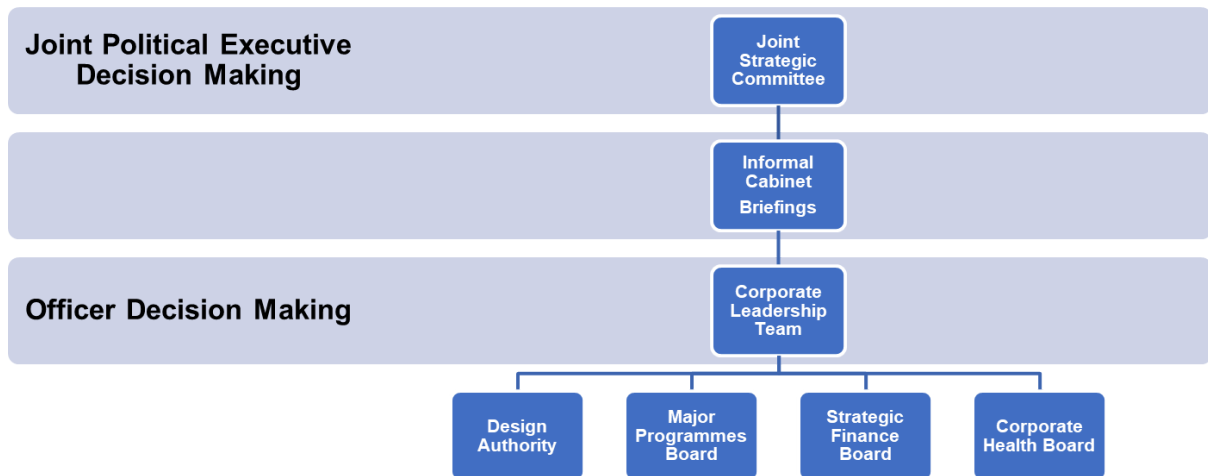 Joint Political Executive
Decision Making
Joint
Strategic
Committee
Informal
Cabinet
Briefings
Officer Decision Making
Corporate
Leadership
Team
Design
Authority
Major
Programmes
Board
Strategic
Finance
Board
Corporate
Health Board